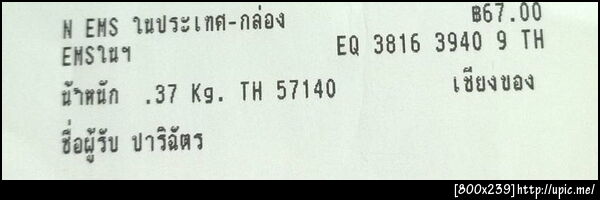 N EMS ในประเทศ-กล่อง ฿67.00
EMSในฯ EQ 3816 3940 9 TH
น้ำหนัก .37 Kg. TH 57140 เชียงของ
ชื่อผู้รับ ปาริฉัตร
[800x239]http://upic.me/